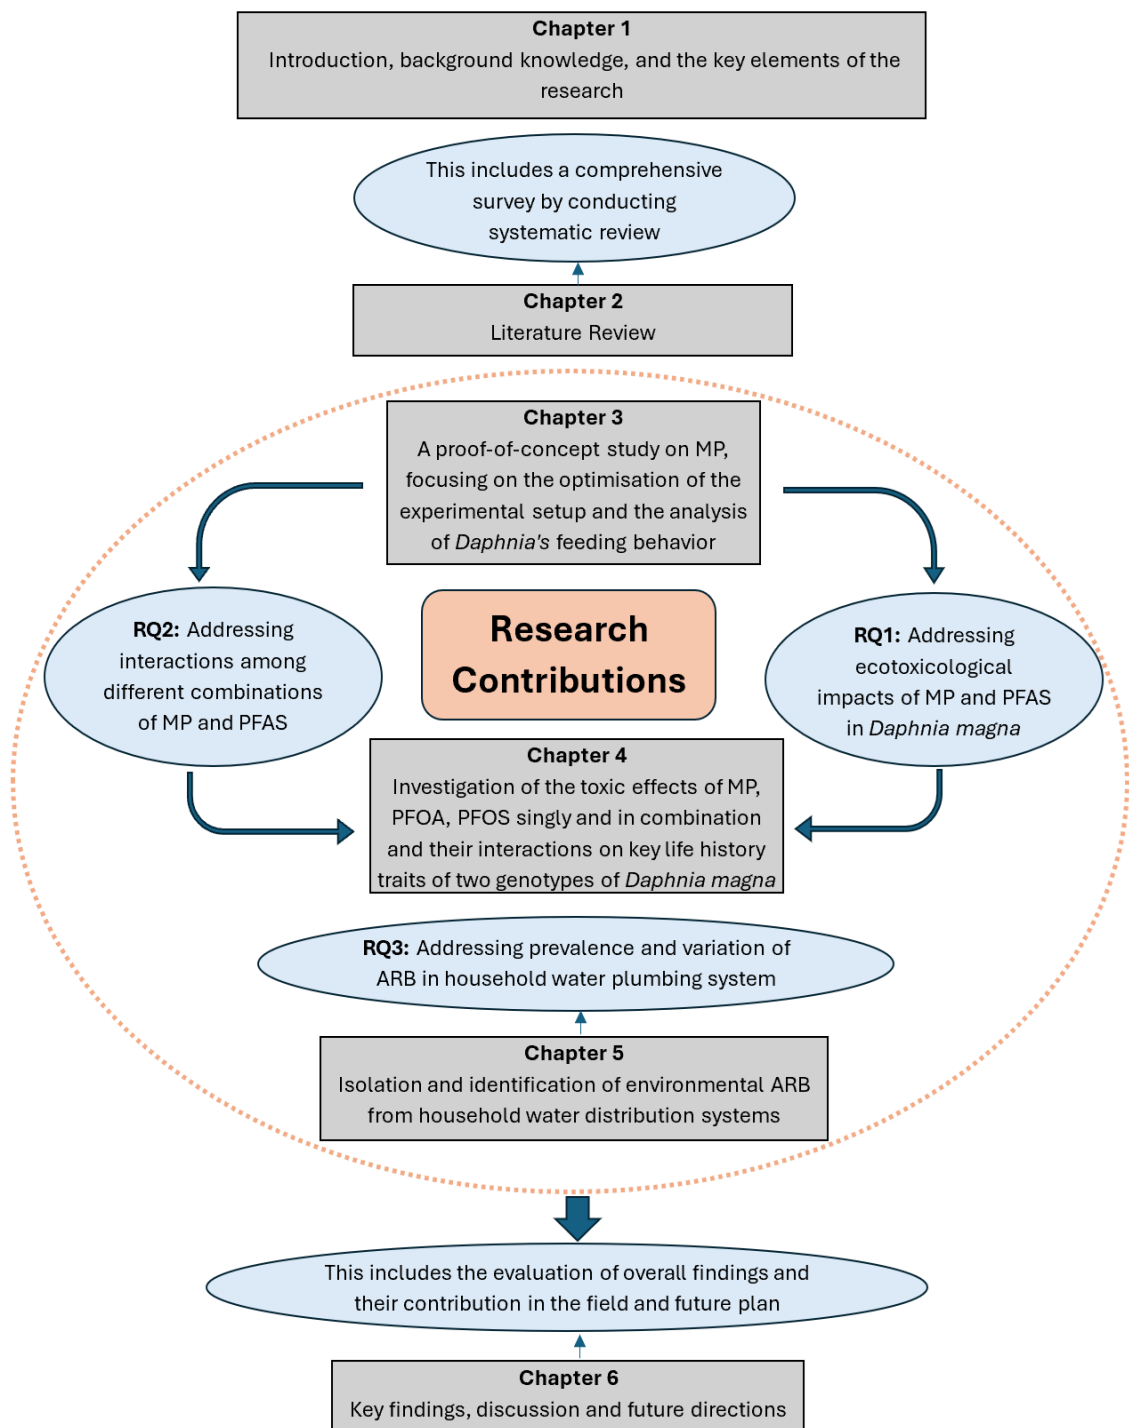 Chapter 1
Introduction, background knowledge, and the key elements of the
research
This includes a comprehensive
survey by conducting
systematic review
Chapter 2
Literature Review
Chapter 3
A proof-of-concept study on MP,
focusing on the optimisation of the
experimental setup and the analysis
of Daphnia's feeding behavior
RQ2: Addressing
interactions among
different combinations
of MP and PFAS
Research
Contributions
RQ1: Addressing
ecotoxicological
impacts of MP and PFAS
in Daphnia magna
Chapter 4
Investigation of the toxic effects of MP,
PFOA, PFOS singly and in combination
and their interactions on key life history
traits of two genotypes of Daphnia magna
RQ3: Addressing prevalence and variation of
ARB in household water plumbing system
Chapter 5
Isolation and identification of environmental ARB
from household water distribution systems
This includes the evaluation of overall findings and
their contribution in the field and future plan
Chapter 6
Key findings, discussion and future directions